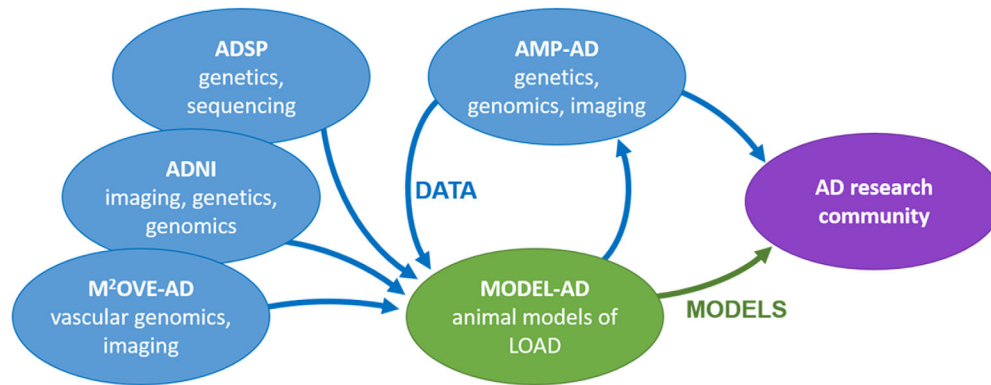 ADSP
genetics,
sequencing
AMP-AD
genetics,
genomics, imaging
ADNI
imaging, genetics,
genomics
DATA
AD research
community
M²OVE-AD
vascular genomics,
imaging
MODEL-AD
animal models of
LOAD
MODELS